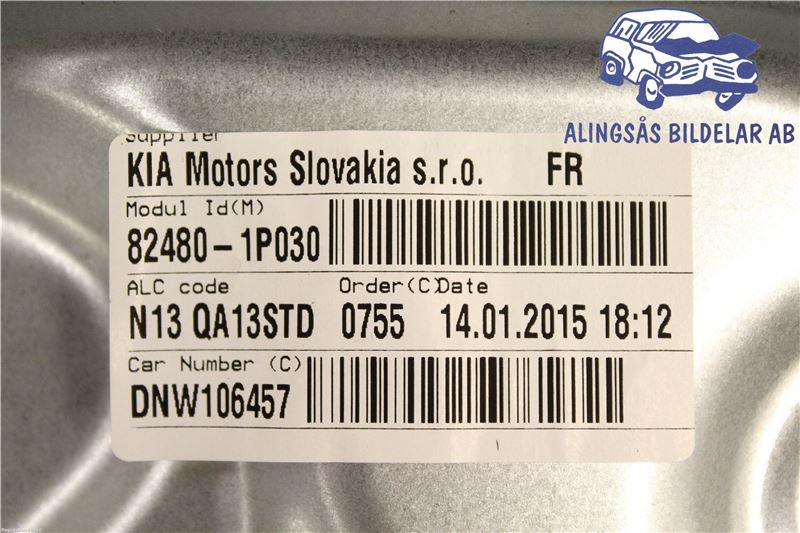 ALINGSÅS BILDELAR AB
Supplier
KIA Motors Slovakia s.r.o. FR
Modul Id(M)
82480-1P030
ALC code Order(C)Date
N13 QA13STD 0755 14.01.2015 18:12
Car Number (C)
DNW106457